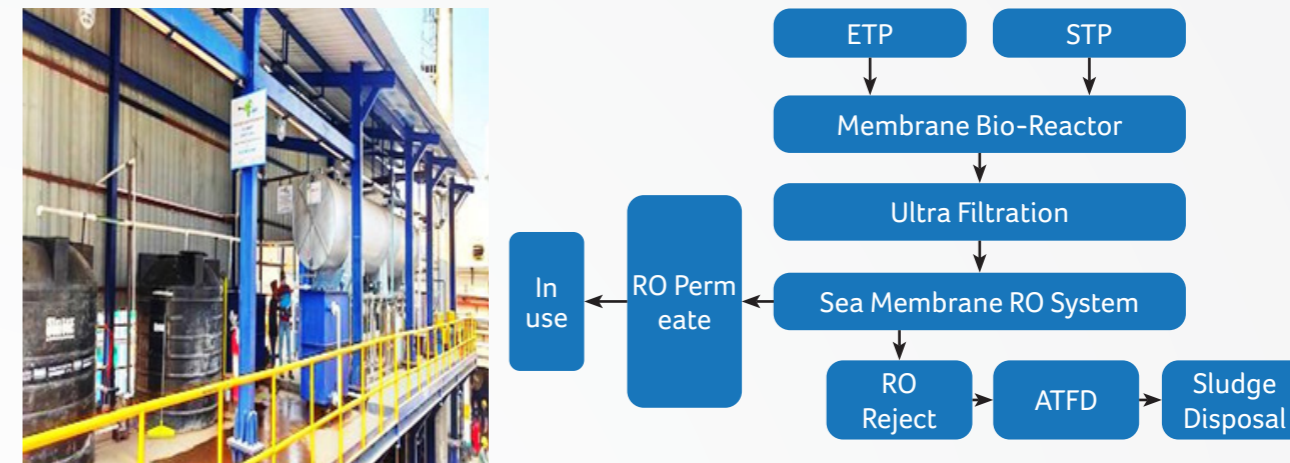 ETP
STP
Membrane Bio-Reactor
Ultra Filtration
Sea Membrane RO System
RO Perm
eate
In
use
RO
Reject
ATFD
Sludge
Disposal